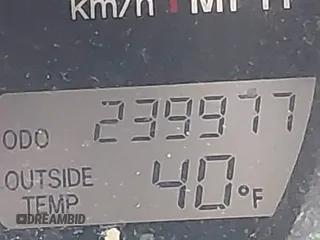 km/h MPH
ODO 239977
OUTSIDE
TEMP 40°F
DREAMBID